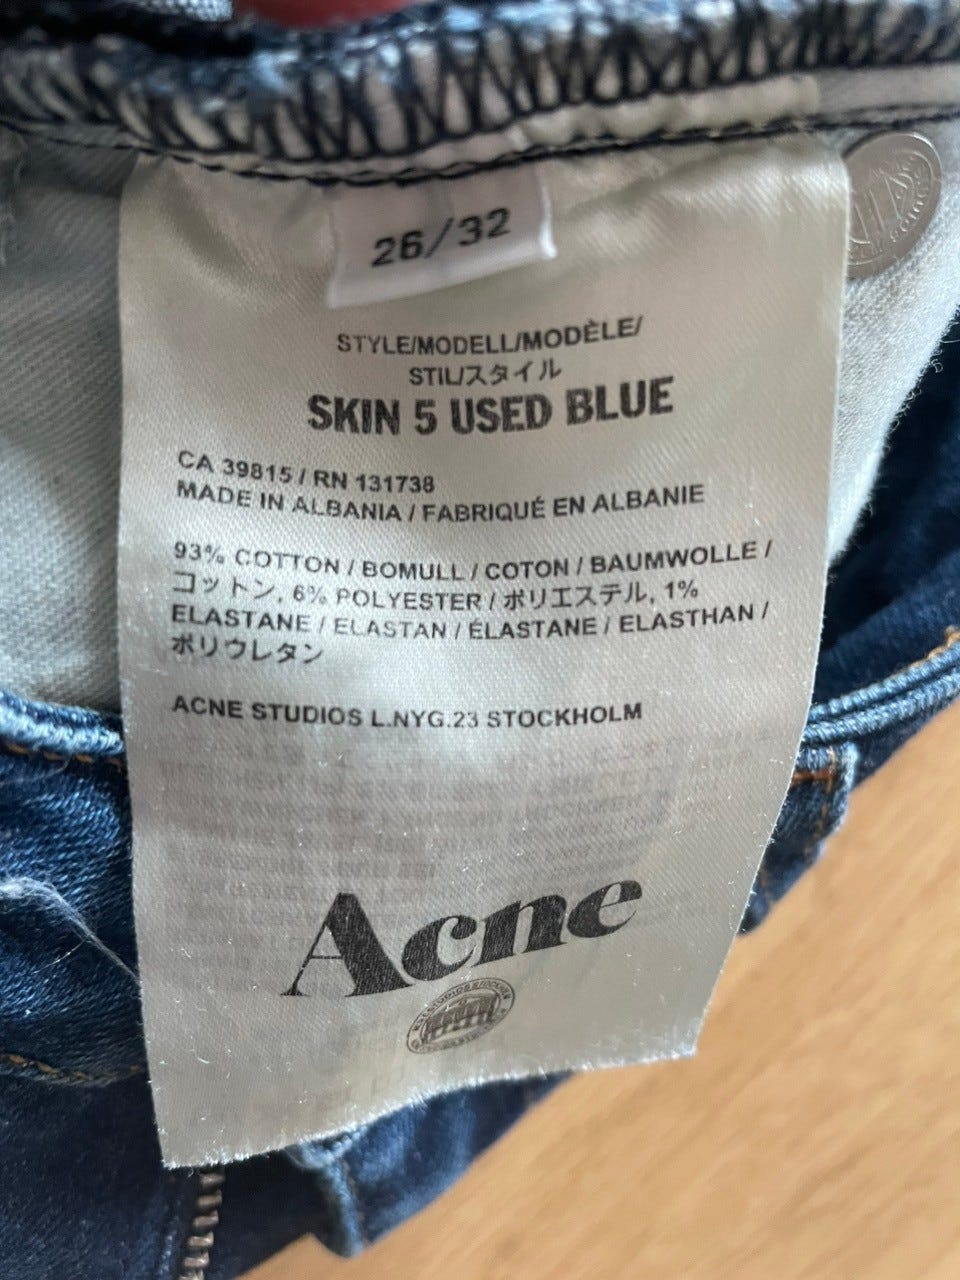 26/32
STYLE/MODELL/MODÈLE/
STIL/スタイル
SKIN 5 USED BLUE
CA 39815 / RN 131738
MADE IN ALBANIA / FABRIQUÉ EN ALBANIE
93% COTTON / BOMULL / COTON / BAUMWOLLE /
コットン, 6% POLYESTER / ポリエステル, 1%
ELASTANE / ELASTAN / ÉLASTANE / ELASTHAN /
ポリウレタン
ACNE STUDIOS L.NYG.23 STOCKHOLM
Acne